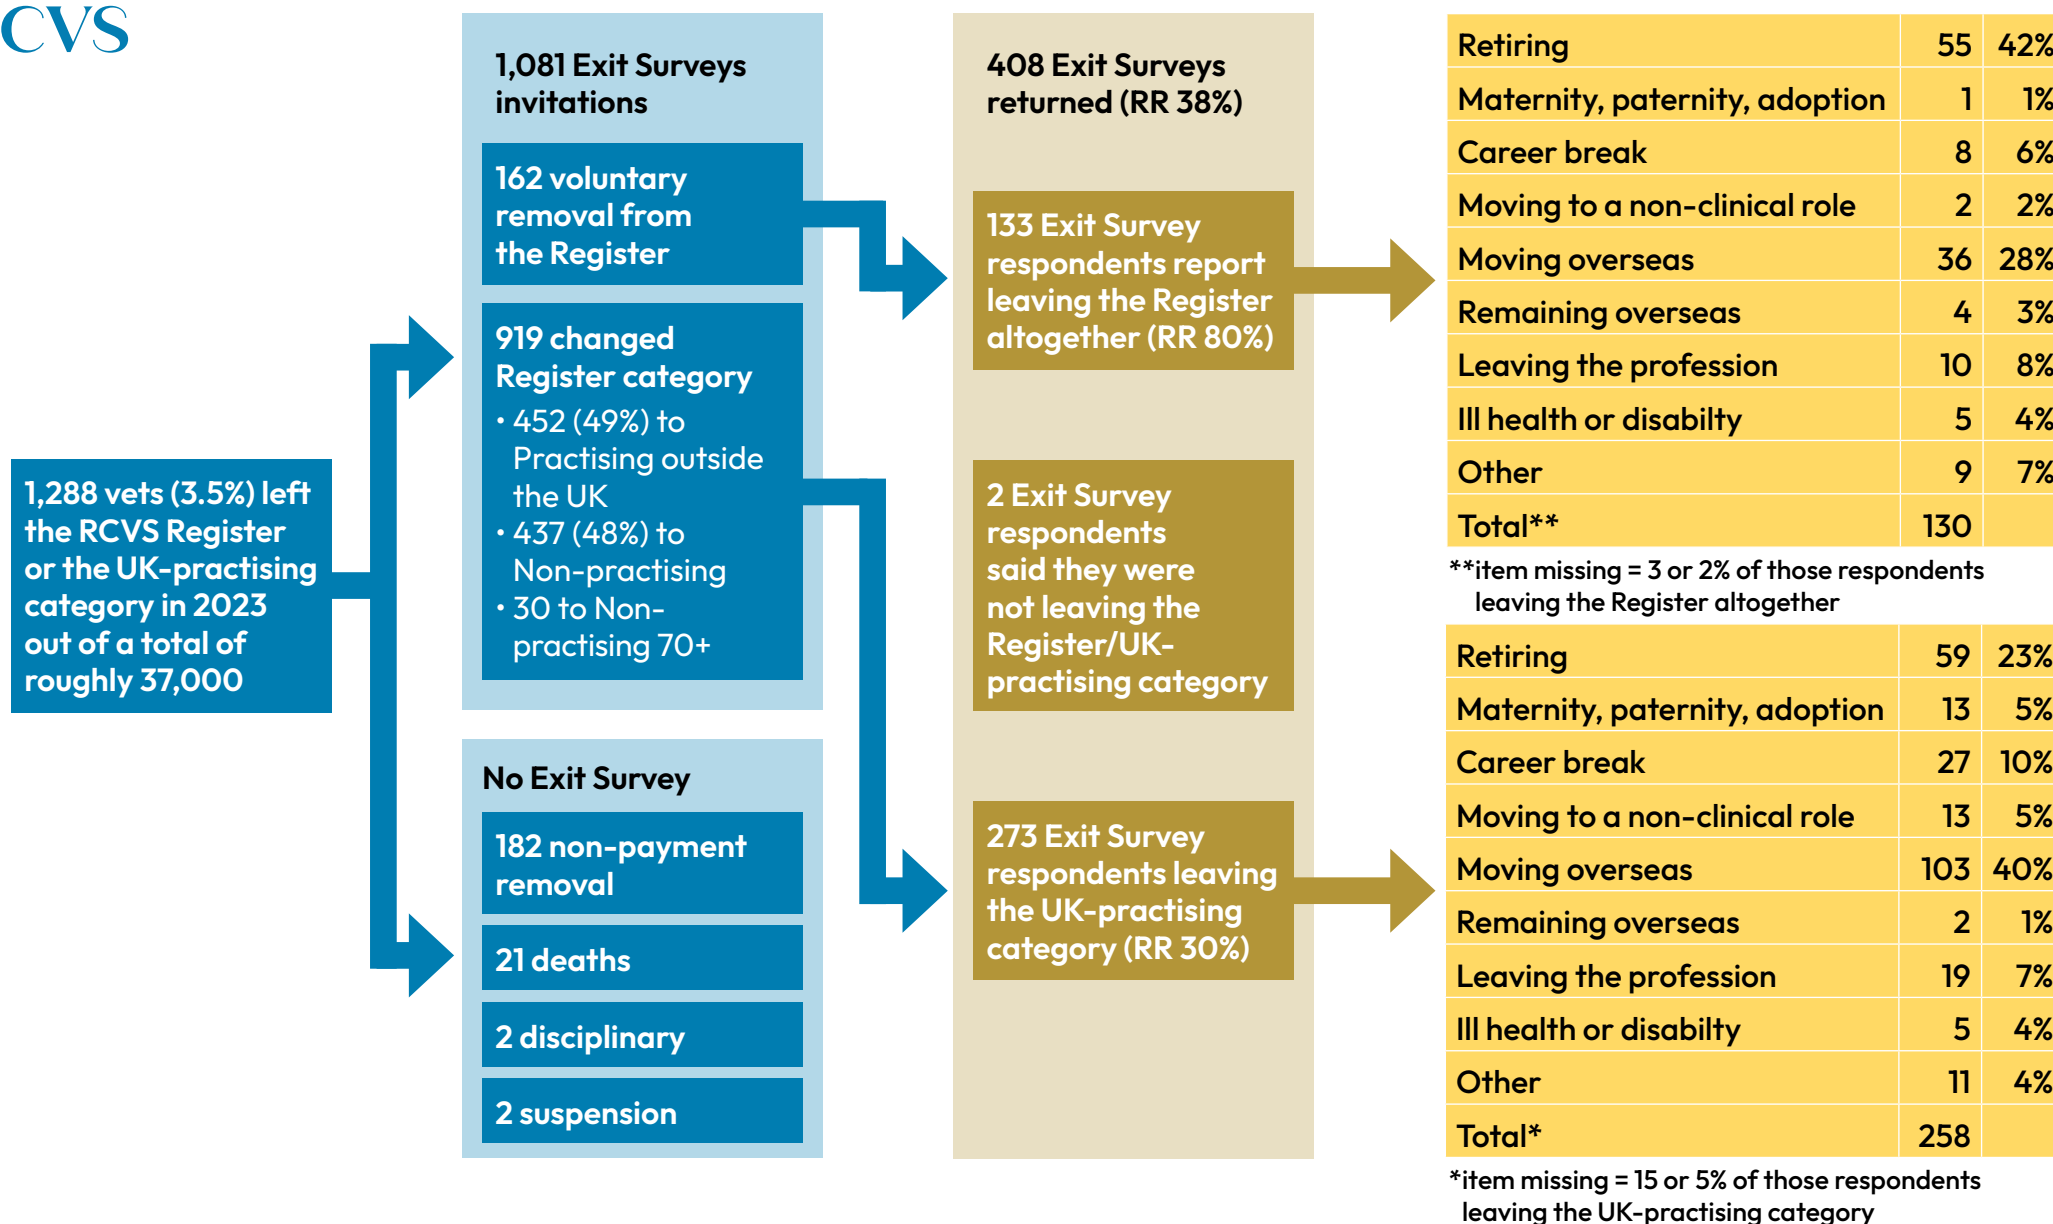 CVS
1,288 vets (3.5%) left
the RCVS Register
or the UK-practising
category in 2023
out of a total of
roughly 37,000
1,081 Exit Surveys
invitations
162 voluntary
removal from
the Register
919 changed
Register category
• 452 (49%) to
Practising outside
the UK
• 437 (48%) to
Non-practising
• 30 to Non-
practising 70+
No Exit Survey
182 non-payment
removal
21 deaths
2 disciplinary
2 suspension
408 Exit Surveys
returned (RR 38%)
133 Exit Survey
respondents report
leaving the Register
altogether (RR 80%)
2 Exit Survey
respondents
said they were
not leaving the
Register/UK-
practising category
273 Exit Survey
respondents leaving
the UK-practising
category (RR 30%)
Retiring 55 42%
Maternity, paternity, adoption 1 1%
Career break 8 6%
Moving to a non-clinical role 2 2%
Moving overseas 36 28%
Remaining overseas 4 3%
Leaving the profession 10 8%
Ill health or disabilty 5 4%
Other 9 7%
Total** 130
**item missing = 3 or 2% of those respondents
leaving the Register altogether
Retiring 59 23%
Maternity, paternity, adoption 13 5%
Career break 27 10%
Moving to a non-clinical role 13 5%
Moving overseas 103 40%
Remaining overseas 2 1%
Leaving the profession 19 7%
Ill health or disabilty 5 4%
Other 11 4%
Total* 258
*item missing = 15 or 5% of those respondents
leaving the UK-practising category